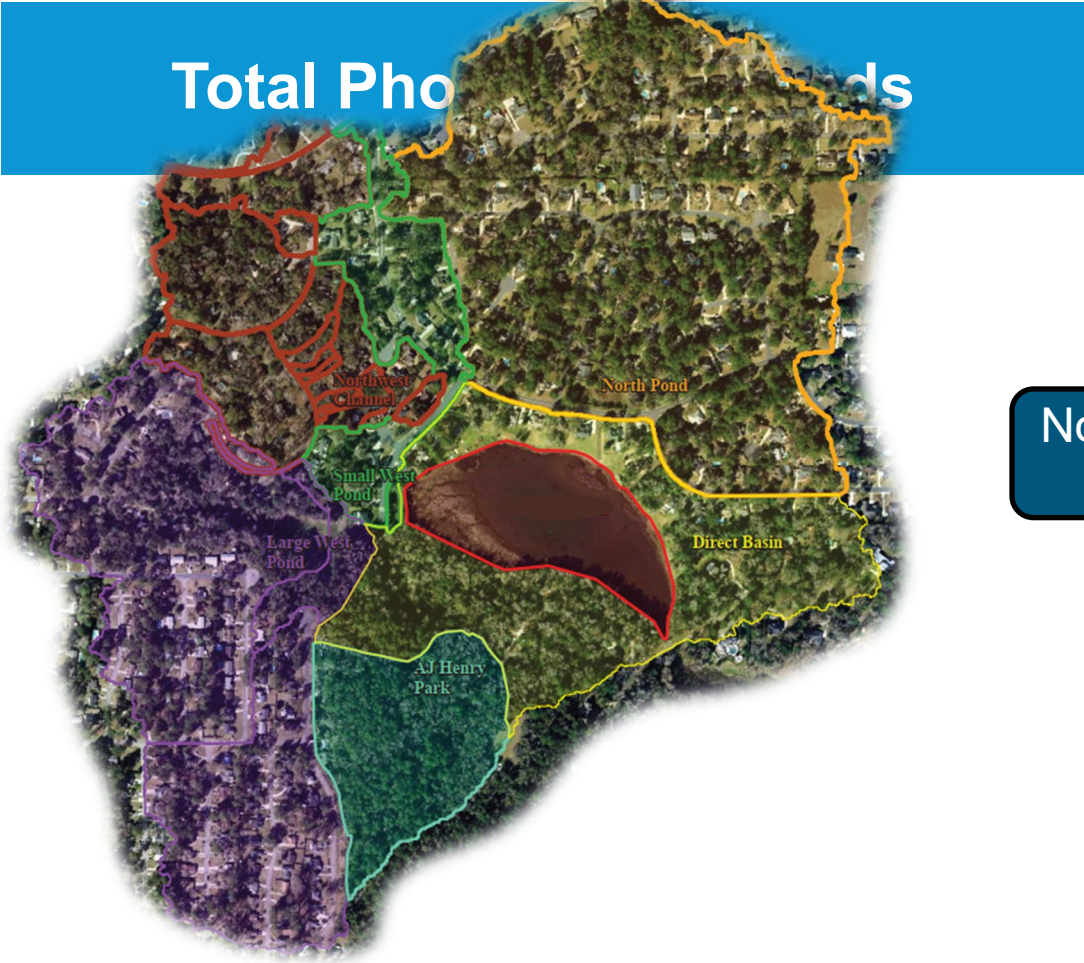 Total Pho ds
North Pond
Northwest
Channel
Small West
Pond
Direct Basin
Large West
Pond
AJ Henry
Park
No